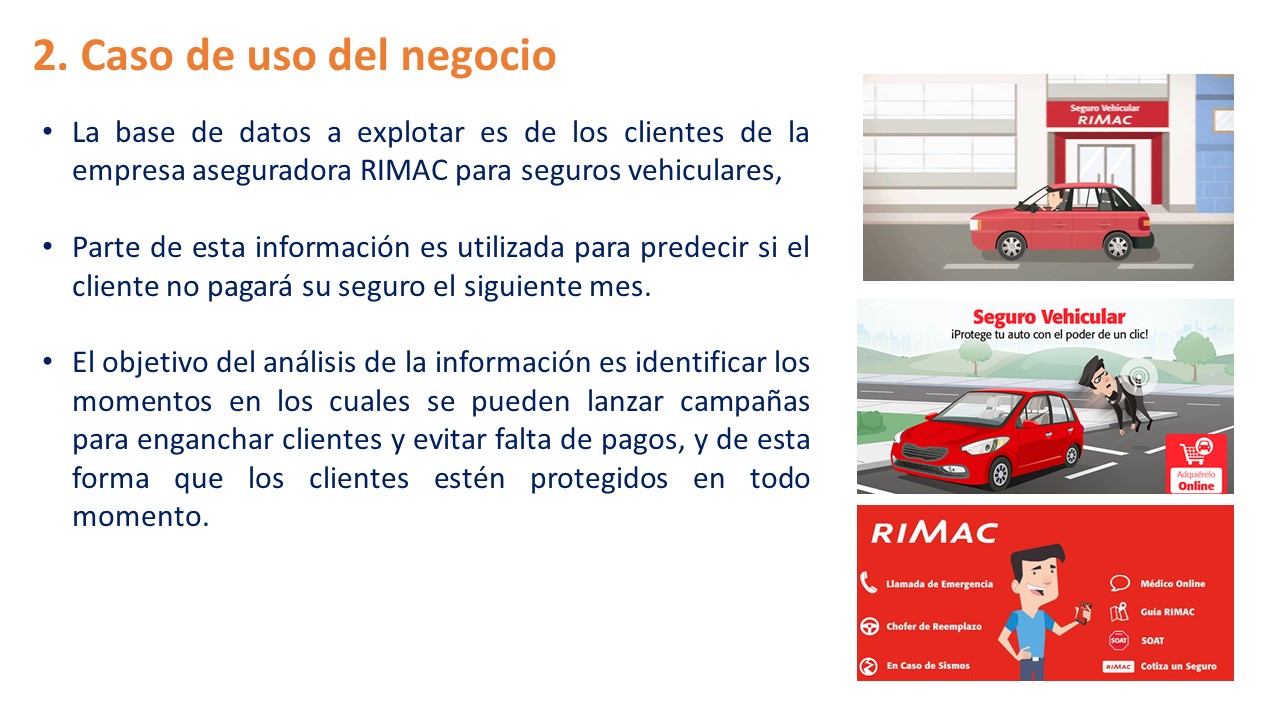 2. Caso de uso del negocio
• La base de datos a explotar es de los clientes de la
empresa aseguradora RIMAC para seguros vehiculares,
• Parte de esta información es utilizada para predecir si el
cliente no pagará su seguro el siguiente mes.
• El objetivo del análisis de la información es identificar los
momentos en los cuales se pueden lanzar campañas
para enganchar clientes y evitar falta de pagos, y de esta
forma que los clientes estén protegidos en todo
momento.
Seguro Vehicular
RIMAC
Seguro Vehicular
¡Protege tu auto con el poder de un clic!
Adquiérelo
Online
RIMAC
Llamada de Emergencia
Chofer de Reemplazo
En Caso de Sismos
Médico Online
Guía RIMAC
SOAT SOAT
RIMAC Cotiza un Seguro